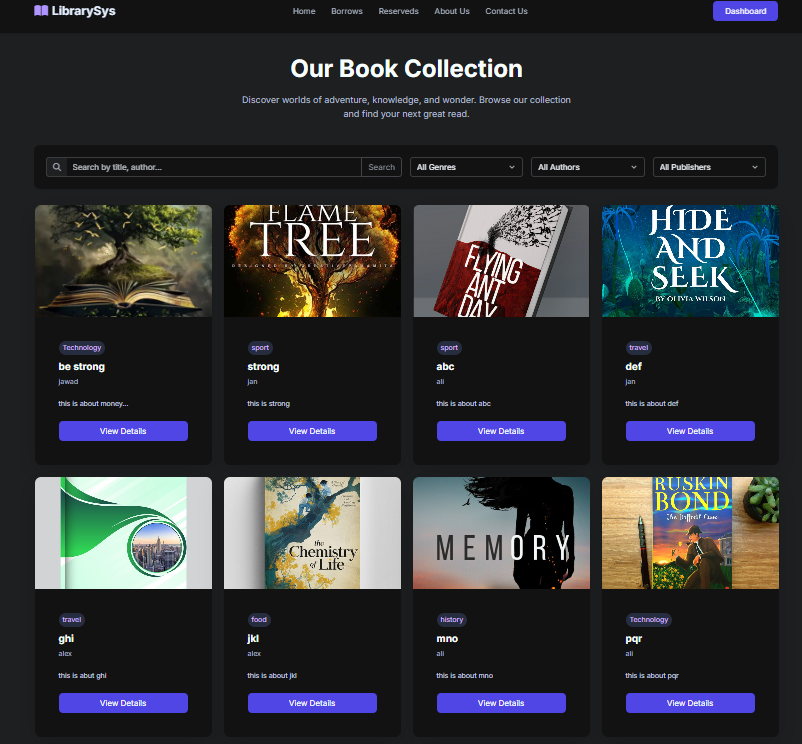 LibrarySys
Home Borrows Reserveds About Us Contact Us
Dashboard
Our Book Collection
Discover worlds of adventure, knowledge, and wonder. Browse our collection
and find your next great read.
Search by title, author...
Search
All Genres
All Authors
All Publishers
FLAME
TREE
FLYING
ANT
DAY
HIDE
AND
SEEK
BY OLIVIA WILSON
Technology
be strong
jawad
this is about money...
View Details
sport
strong
jan
this is strong
View Details
sport
abc
ali
this is about abc
View Details
travel
def
jan
this is about def
View Details
the
Chemistry
of Life
MEMORY
RUSKIN
BOND
travel
ghi
alex
this is abut ghi
View Details
food
jkl
alex
this is about jkl
View Details
history
mno
ali
this is about mno
View Details
Technology
pqr
ali
this is about pqr
View Details